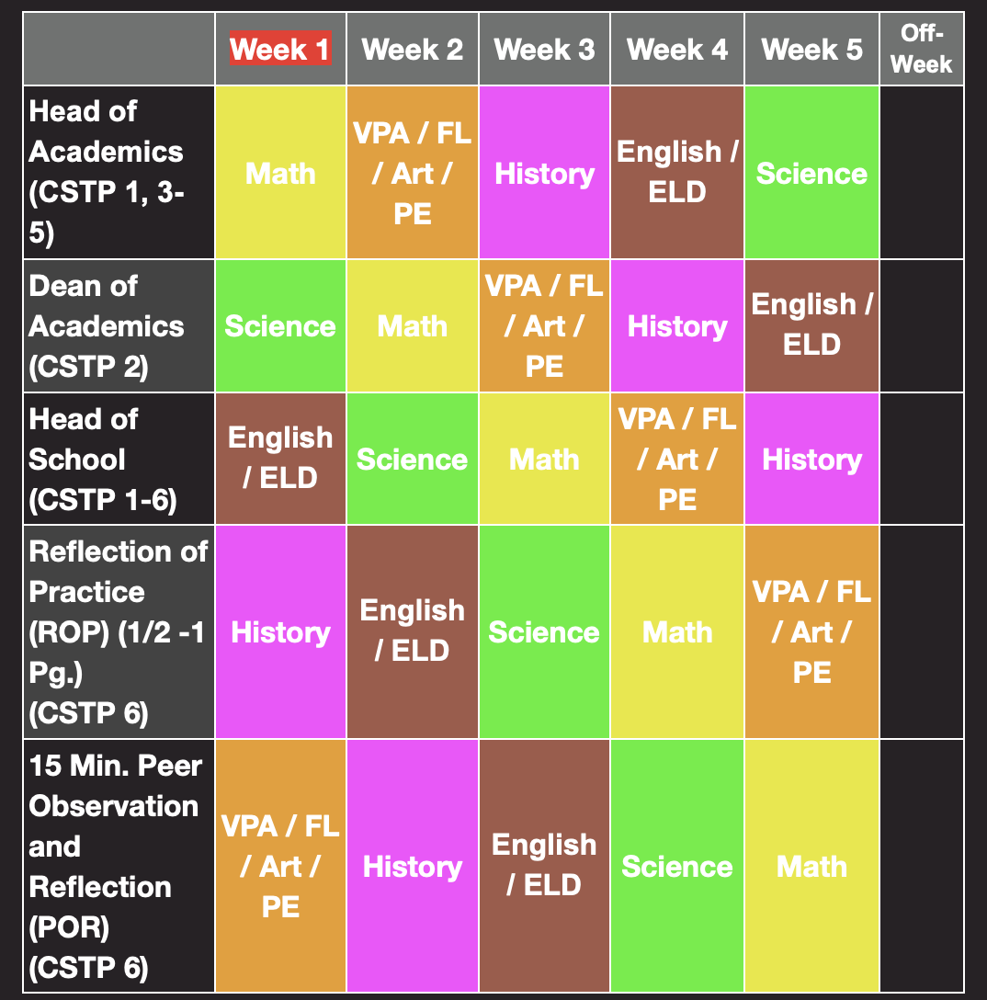 Week 1
Week 2
Week 3
Week 4
Week 5
Off-
Week
Head of
Academics
(CSTP 1, 3-
5)
Math
VPA / FL
/ Art /
PE
History
English /
ELD
Science
Dean of
Academics
(CSTP 2)
Science
Math
VPA / FL
/ Art /
PE
History
English /
ELD
Head of
School
(CSTP 1-6)
English
/ ELD
Science
Math
VPA / FL
/ Art /
PE
History
Reflection of
Practice
(ROP) (1/2 -1
Pg.)
(CSTP 6)
History
English
/ ELD
Science
Math
VPA / FL
/ Art /
PE
15 Min. Peer
Observation
and
Reflection
(POR)
(CSTP 6)
VPA / FL
/ Art /
PE
History
English
/ ELD
Science
Math